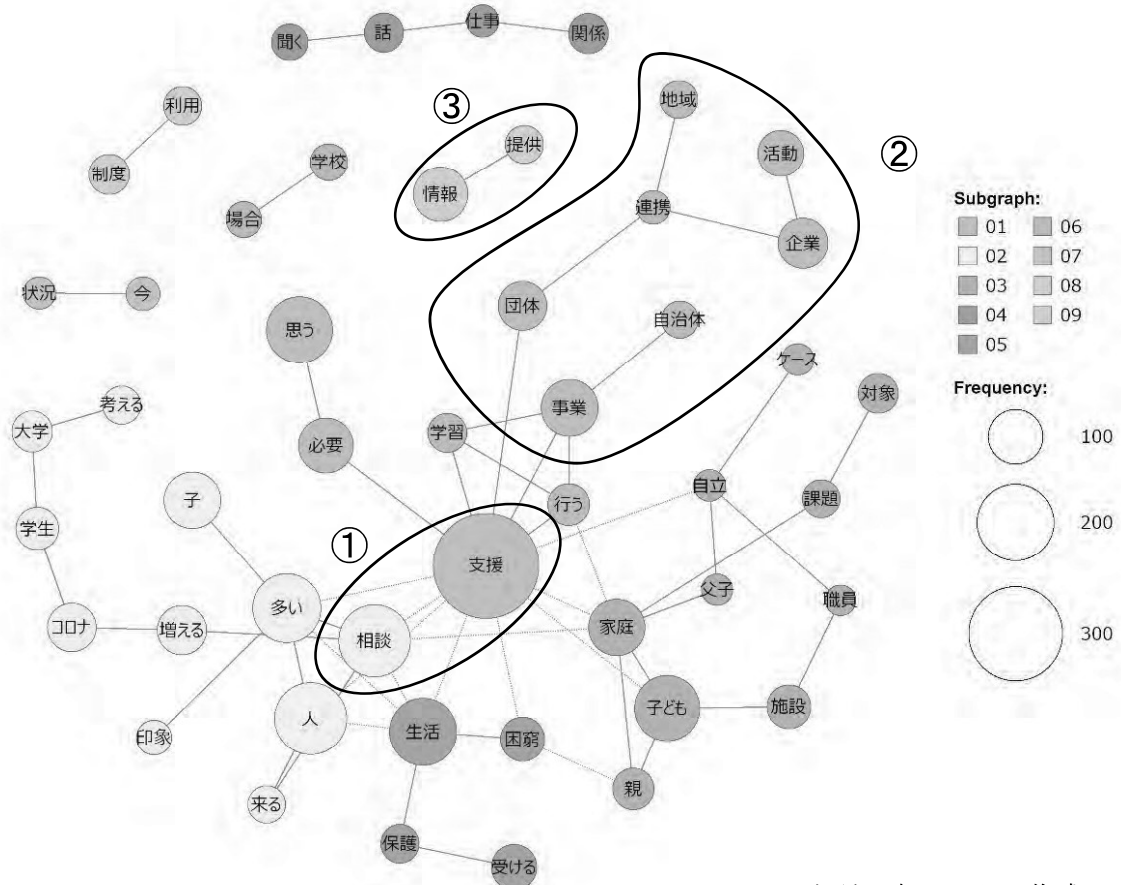 聞く
話
仕事
関係
利用
制度
学校
場合
③
提供
情報
地域
活動
②
連携
企業
団体
自治体
事業
状況
今
思う
必要
学習
行う
ケース
対象
自立
課題
父子
職員
考える
大学
学生
コロナ
増える
子
多い
印象
①
支援
相談
人
来る
生活
困窮
家庭
子ども
施設
親
保護
受ける
Subgraph:
01 06
02 07
03 08
04 09
05
Frequency:
100
200
300